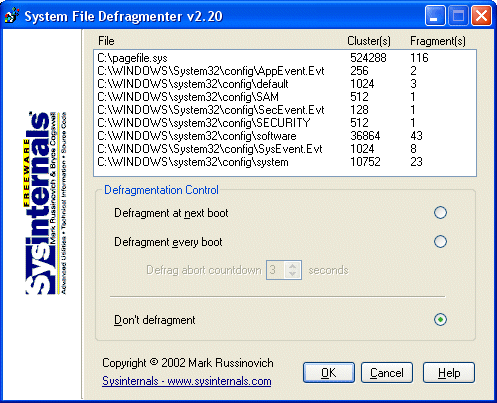 System File Defragmenter v2.20
File Cluster(s) Fragment(s)
C:\pagefile.sys 524288 116
C:\WINDOWS\System32\config\AppEvent.Evt 256 2
C:\WINDOWS\system32\config\default 1024 3
C:\WINDOWS\system32\config\SAM 512 1
C:\WINDOWS\System32\config\SecEvent.Evt 128 1
C:\WINDOWS\system32\config\SECURITY 512 1
C:\WINDOWS\system32\config\software 36864 43
C:\WINDOWS\System32\config\SysEvent.Evt 1024 8
C:\WINDOWS\system32\config\system 10752 23
FREEWARE
Sysinternals
Mark Russinovich & Bryce Cogswell
Advanced Utilities • Technical Information • Source Code
Defragmentation Control
Defragment at next boot
Defragment every boot
Defrag abort countdown 3 seconds
Don't defragment
Copyright © 2002 Mark Russinovich
Sysinternals - www.sysinternals.com
OK Cancel Help